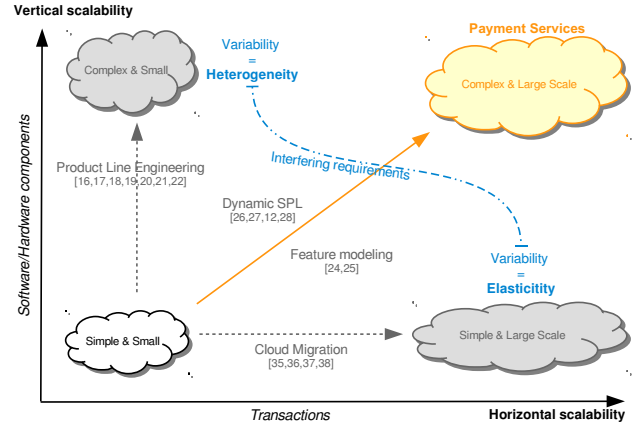 Vertical scalability
Payment Services
Variability
=
Heterogeneity
Complex & Small
Complex & Large Scale
Product Line Engineering
[16,17,18,19,20,21,22]
Interfering requirements
Dynamic SPL
[26,27,12,28]
Feature modeling
[24,25]
Variability
=
Elasticitity
Software/Hardware components
Simple & Small
Simple & Large Scale
Cloud Migration
[35,36,37,38]
Transactions
Horizontal scalability